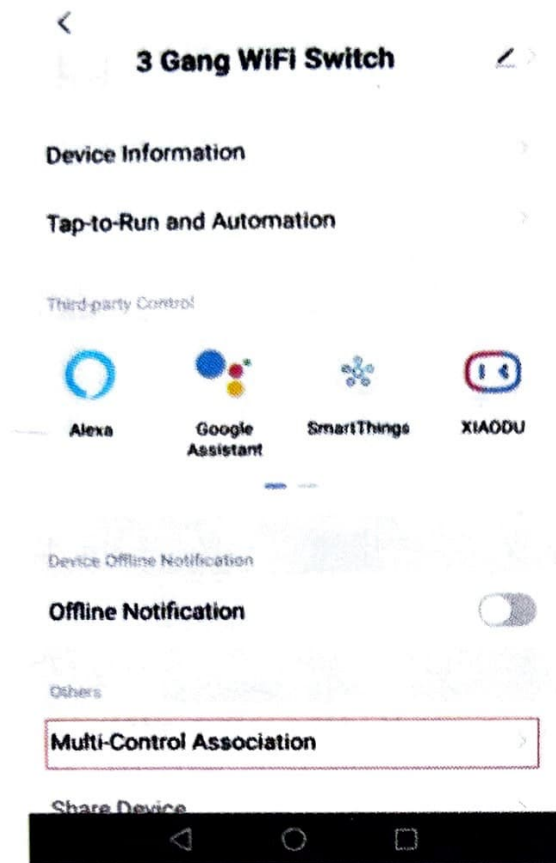 3 Gang WiFi Switch
Device Information
Tap-to-Run and Automation
Third-party Control
Alexa
Google
Assistant
SmartThings
XIAODU
Device Offline Notification
Offline Notification
Others
Multi-Control Association
Share Device